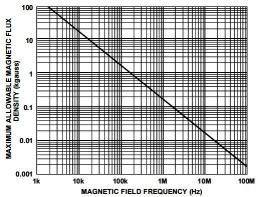 MAXIMUM ALLOWABLE MAGNETIC FLUX
DENSITY (kgauss)
100
10
1
0.1
0.01
0.001
1k 10k 100k 1M 10M 100M
MAGNETIC FIELD FREQUENCY (Hz)